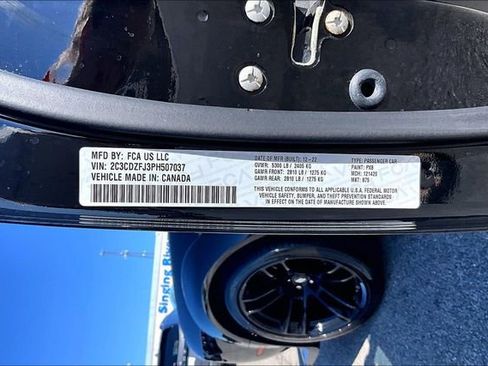 MFD BY: FCA US LLC
VIN: 2C3CDZFJ3PH507037
VEHICLE MADE IN: CANADA
DATE OF MFR (BUILT): 12-22
GVWR: 5300 LB / 2405 KG
GAWR FRONT: 2810 LB / 1275 KG
GAWR REAR: 2810 LB / 1275 KG
TYPE: PASSENGER CAR
PAINT: PX8
MDH: 121420
THIS VEHICLE CONFORMS TO ALL APPLICABLE U.S.A. FEDERAL MOTOR
VEHICLE SAFETY, BUMPER, AND THEFT PREVENTION STANDARDS
IN EFFECT ON THE DATE OF MANUFACTURE SHOWN ABOVE.
Singing